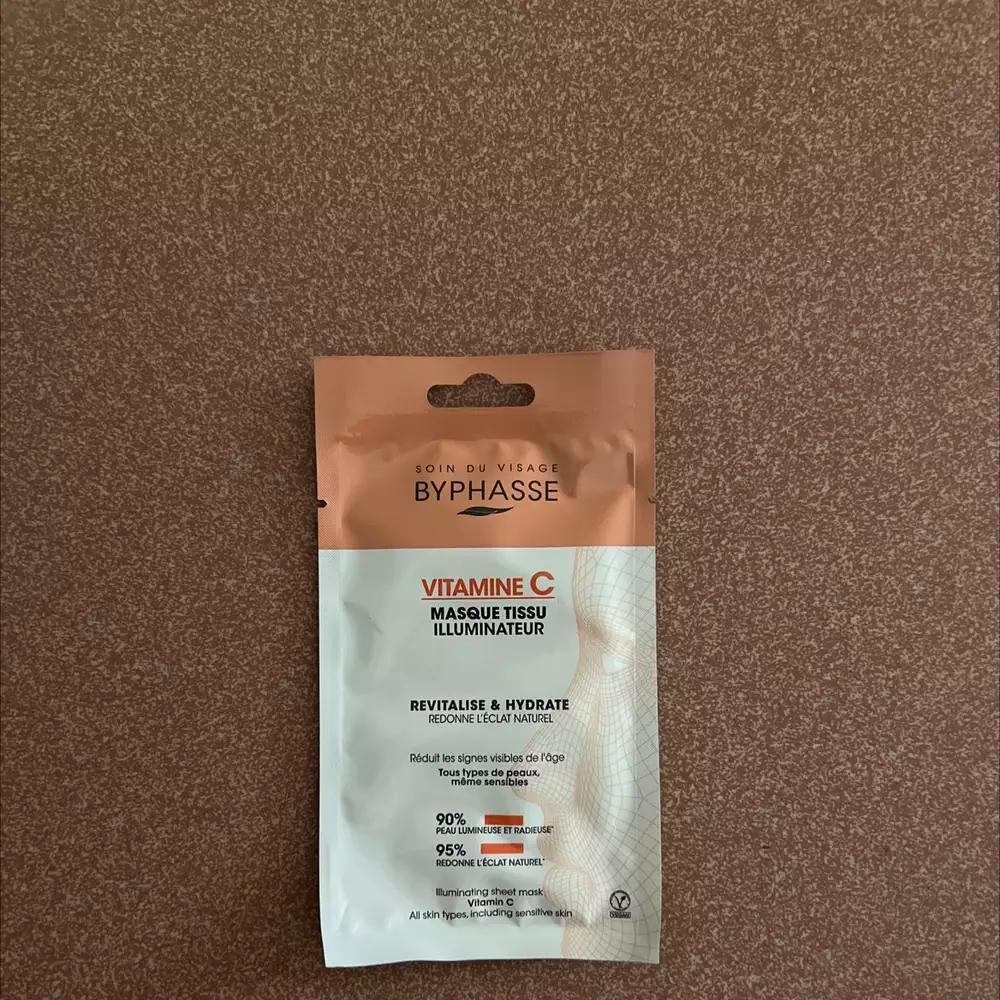 SOIN DU VISAGE
BYPHASSE
VITAMINE C
MASQUE TISSU
ILLUMINATEUR
REVITALISE & HYDRATE
REDONNE L'ÉCLAT NATUREL
Réduit les signes visibles de l'âge
Tous types de peaux,
même sensibles
90%
PEAU LUMINEUSE ET RADIEUSE*
95%
REDONNE L'ÉCLAT NATUREL*
Illuminating sheet mask
Vitamin C
All skin types, including sensitive skin
VEGAN